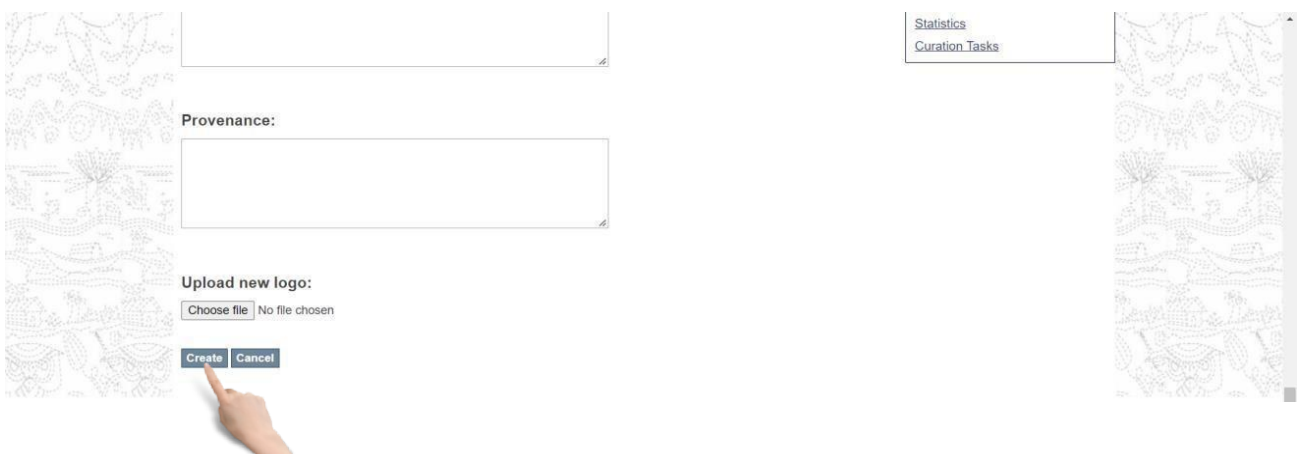 Statistics
Curation Tasks
Provenance:
Upload new logo:
Choose file No file chosen
Create Cancel